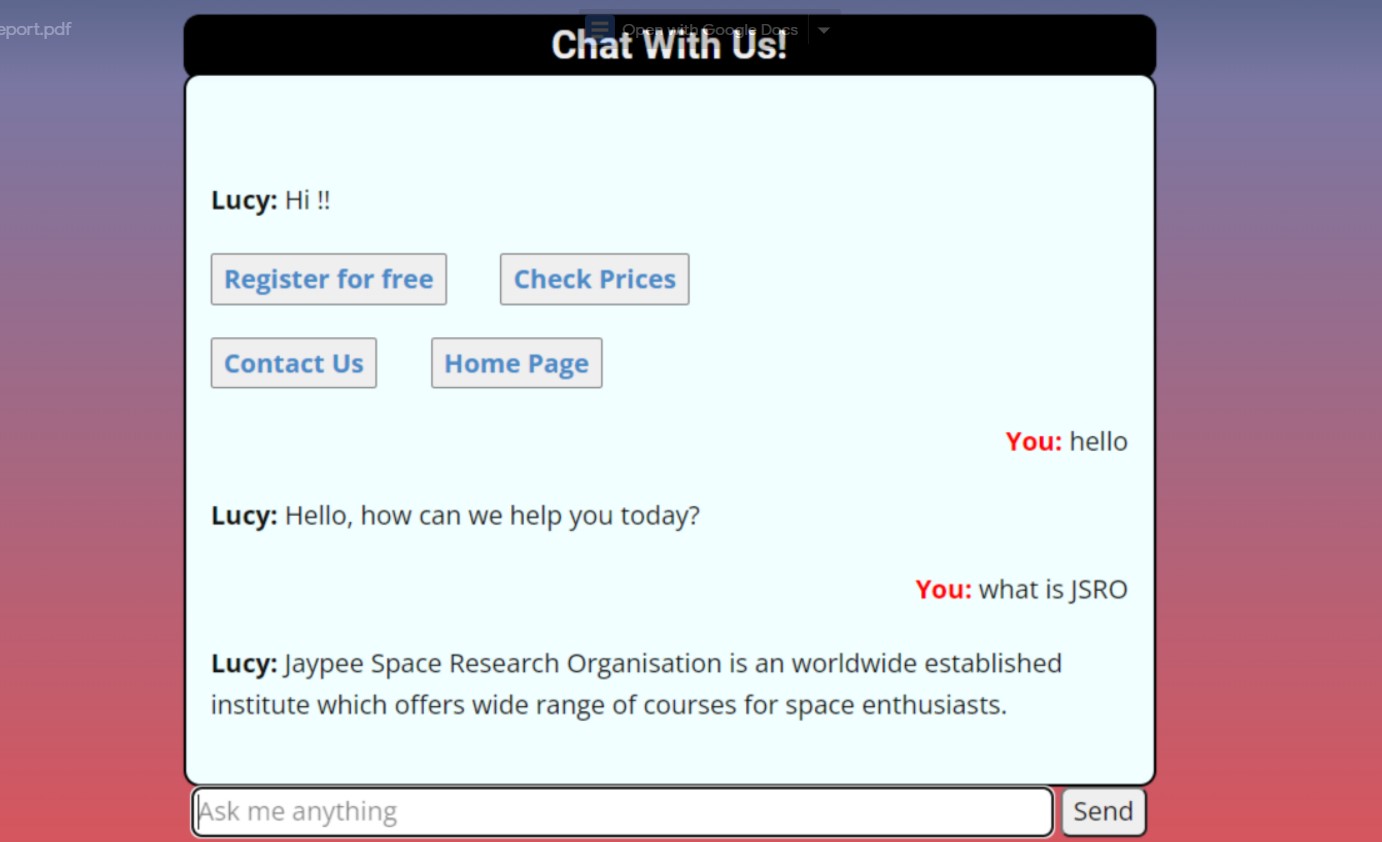 eport.pdf
Open with Google Docs
Chat With Us!
Lucy: Hi !!
Register for free Check Prices
Contact Us Home Page
You: hello
Lucy: Hello, how can we help you today?
You: what is JSRO
Lucy: Jaypee Space Research Organisation is an worldwide established
institute which offers wide range of courses for space enthusiasts.
Ask me anything Send